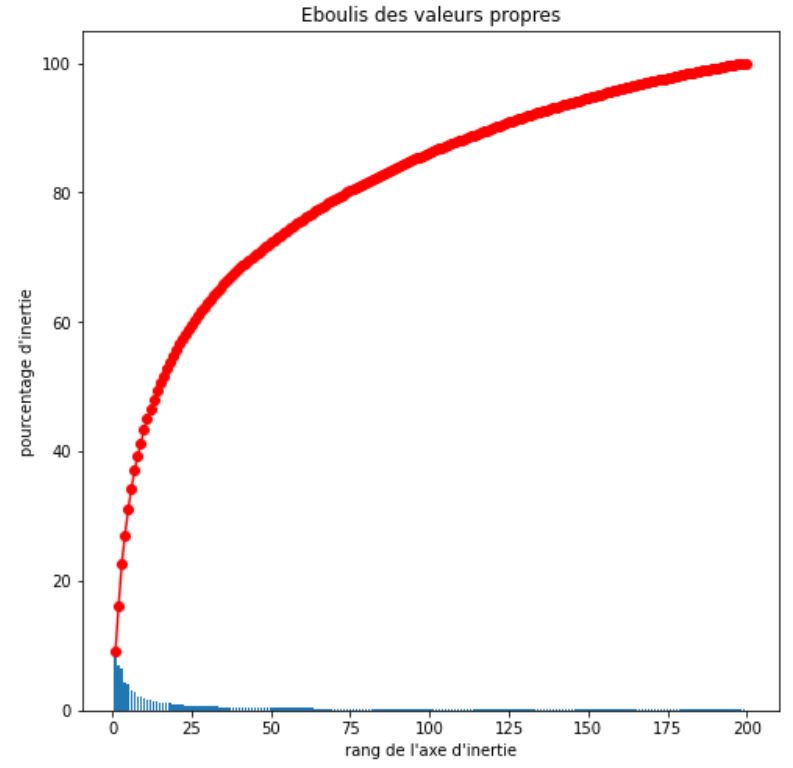 Eboulis des valeurs propres
100
80
60
40
20
0
pourcentage d'inertie
0 25 50 75 100 125 150 175 200
rang de l'axe d'inertie